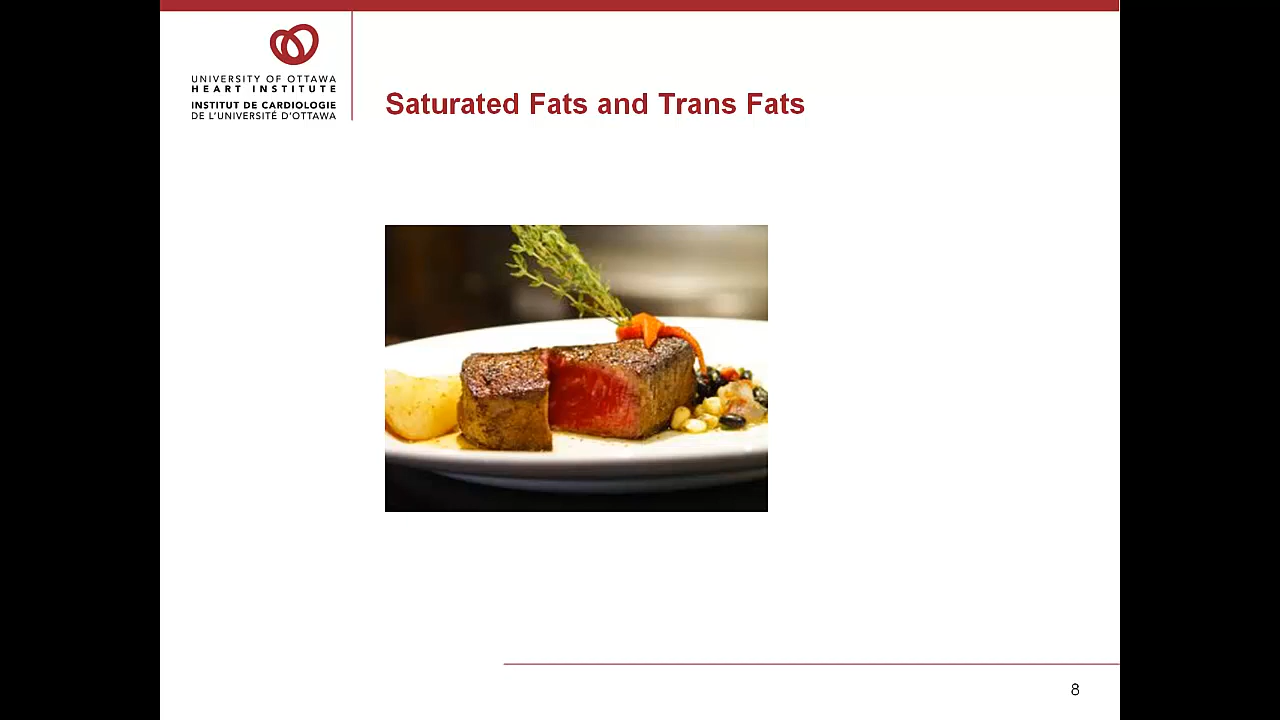 UNIVERSITY OF OTTAWA
HEART INSTITUTE
INSTITUT DE CARDIOLOGIE
DE L'UNIVERSITÉ D'OTTAWA
Saturated Fats and Trans Fats
8